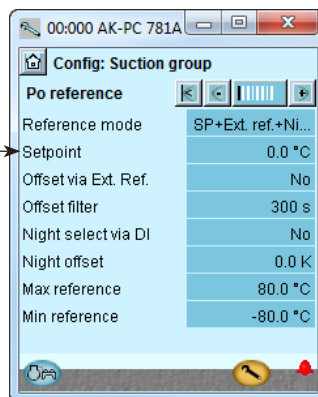 00:000 AK-PC 781A
Config: Suction group
Po reference
Reference mode SP+Ext. ref.+Ni...
Setpoint 0.0 °C
Offset via Ext. Ref. No
Offset filter 300 s
Night select via DI No
Night offset 0.0 K
Max reference 80.0 °C
Min reference -80.0 °C